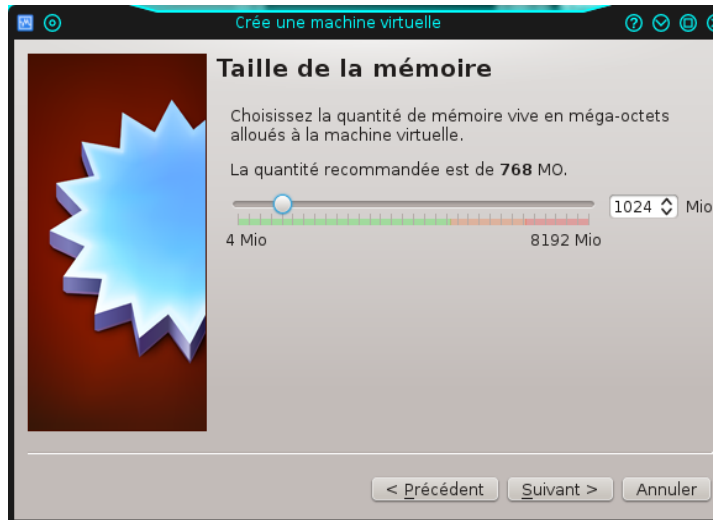 Crée une machine virtuelle
Taille de la mémoire
Choisissez la quantité de mémoire vive en méga-octets
alloués à la machine virtuelle.
La quantité recommandée est de 768 MO.
1024 Mio
4 Mio 8192 Mio
< Précédent Suivant > Annuler